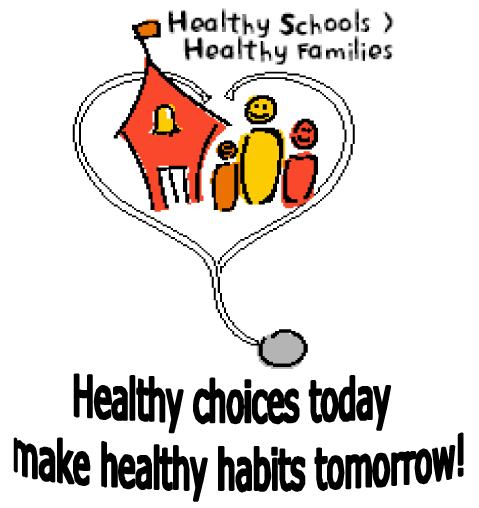 Healthy Schools )
Healthy Families
Healthy choices today
make healthy habits tomorrow!